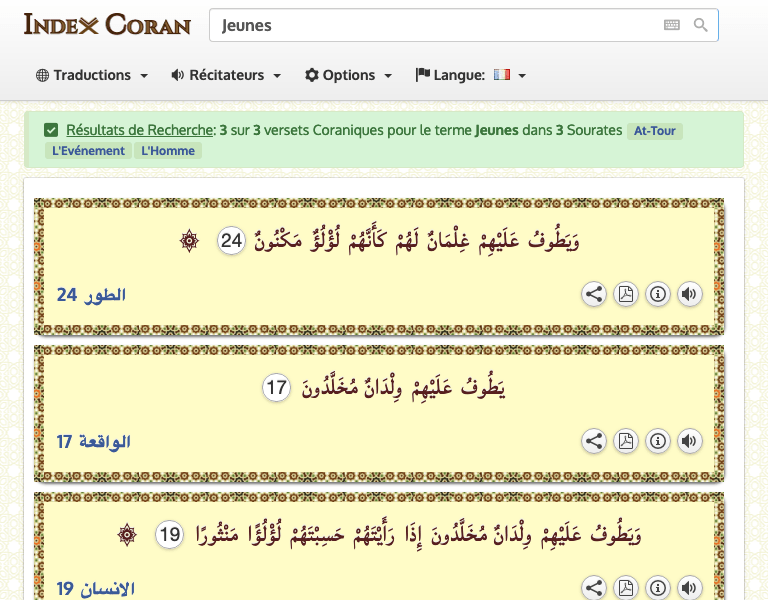 INDEX CORAN
Jeunes
Traductions Récitateurs Options Langue:
Résultats de Recherche: 3 sur 3 versets Coraniques pour le terme Jeunes dans 3 Sourates At-Tour
L'Evénement L'Homme
وَيَطُوفُ عَلَيْهِمْ غِلْمَانٌ لَهُمْ كَأَنَّهُمْ لُؤْلُؤٌ مَكْنُونٌ 24 ۞
الطور 24
يَطُوفُ عَلَيْهِمْ وِلْدَانٌ مُخَلَّدُونَ 17
الواقعة 17
وَيَطُوفُ عَلَيْهِمْ وِلْدَانٌ مُخَلَّدُونَ إِذَا رَأَيْتَهُمْ حَسِبْتَهُمْ لُؤْلُؤًا مَنْثُورًا 19 ۞
الانسان 19